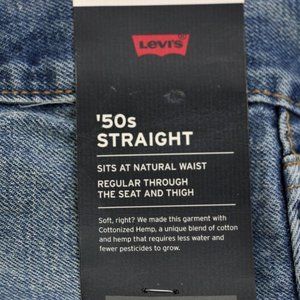 Levi's
'50s
STRAIGHT
SITS AT NATURAL WAIST
REGULAR THROUGH
THE SEAT AND THIGH
Soft, right? We made this garment with
Cottonized Hemp, a unique blend of cotton
and hemp that requires less water and
fewer pesticides to grow.